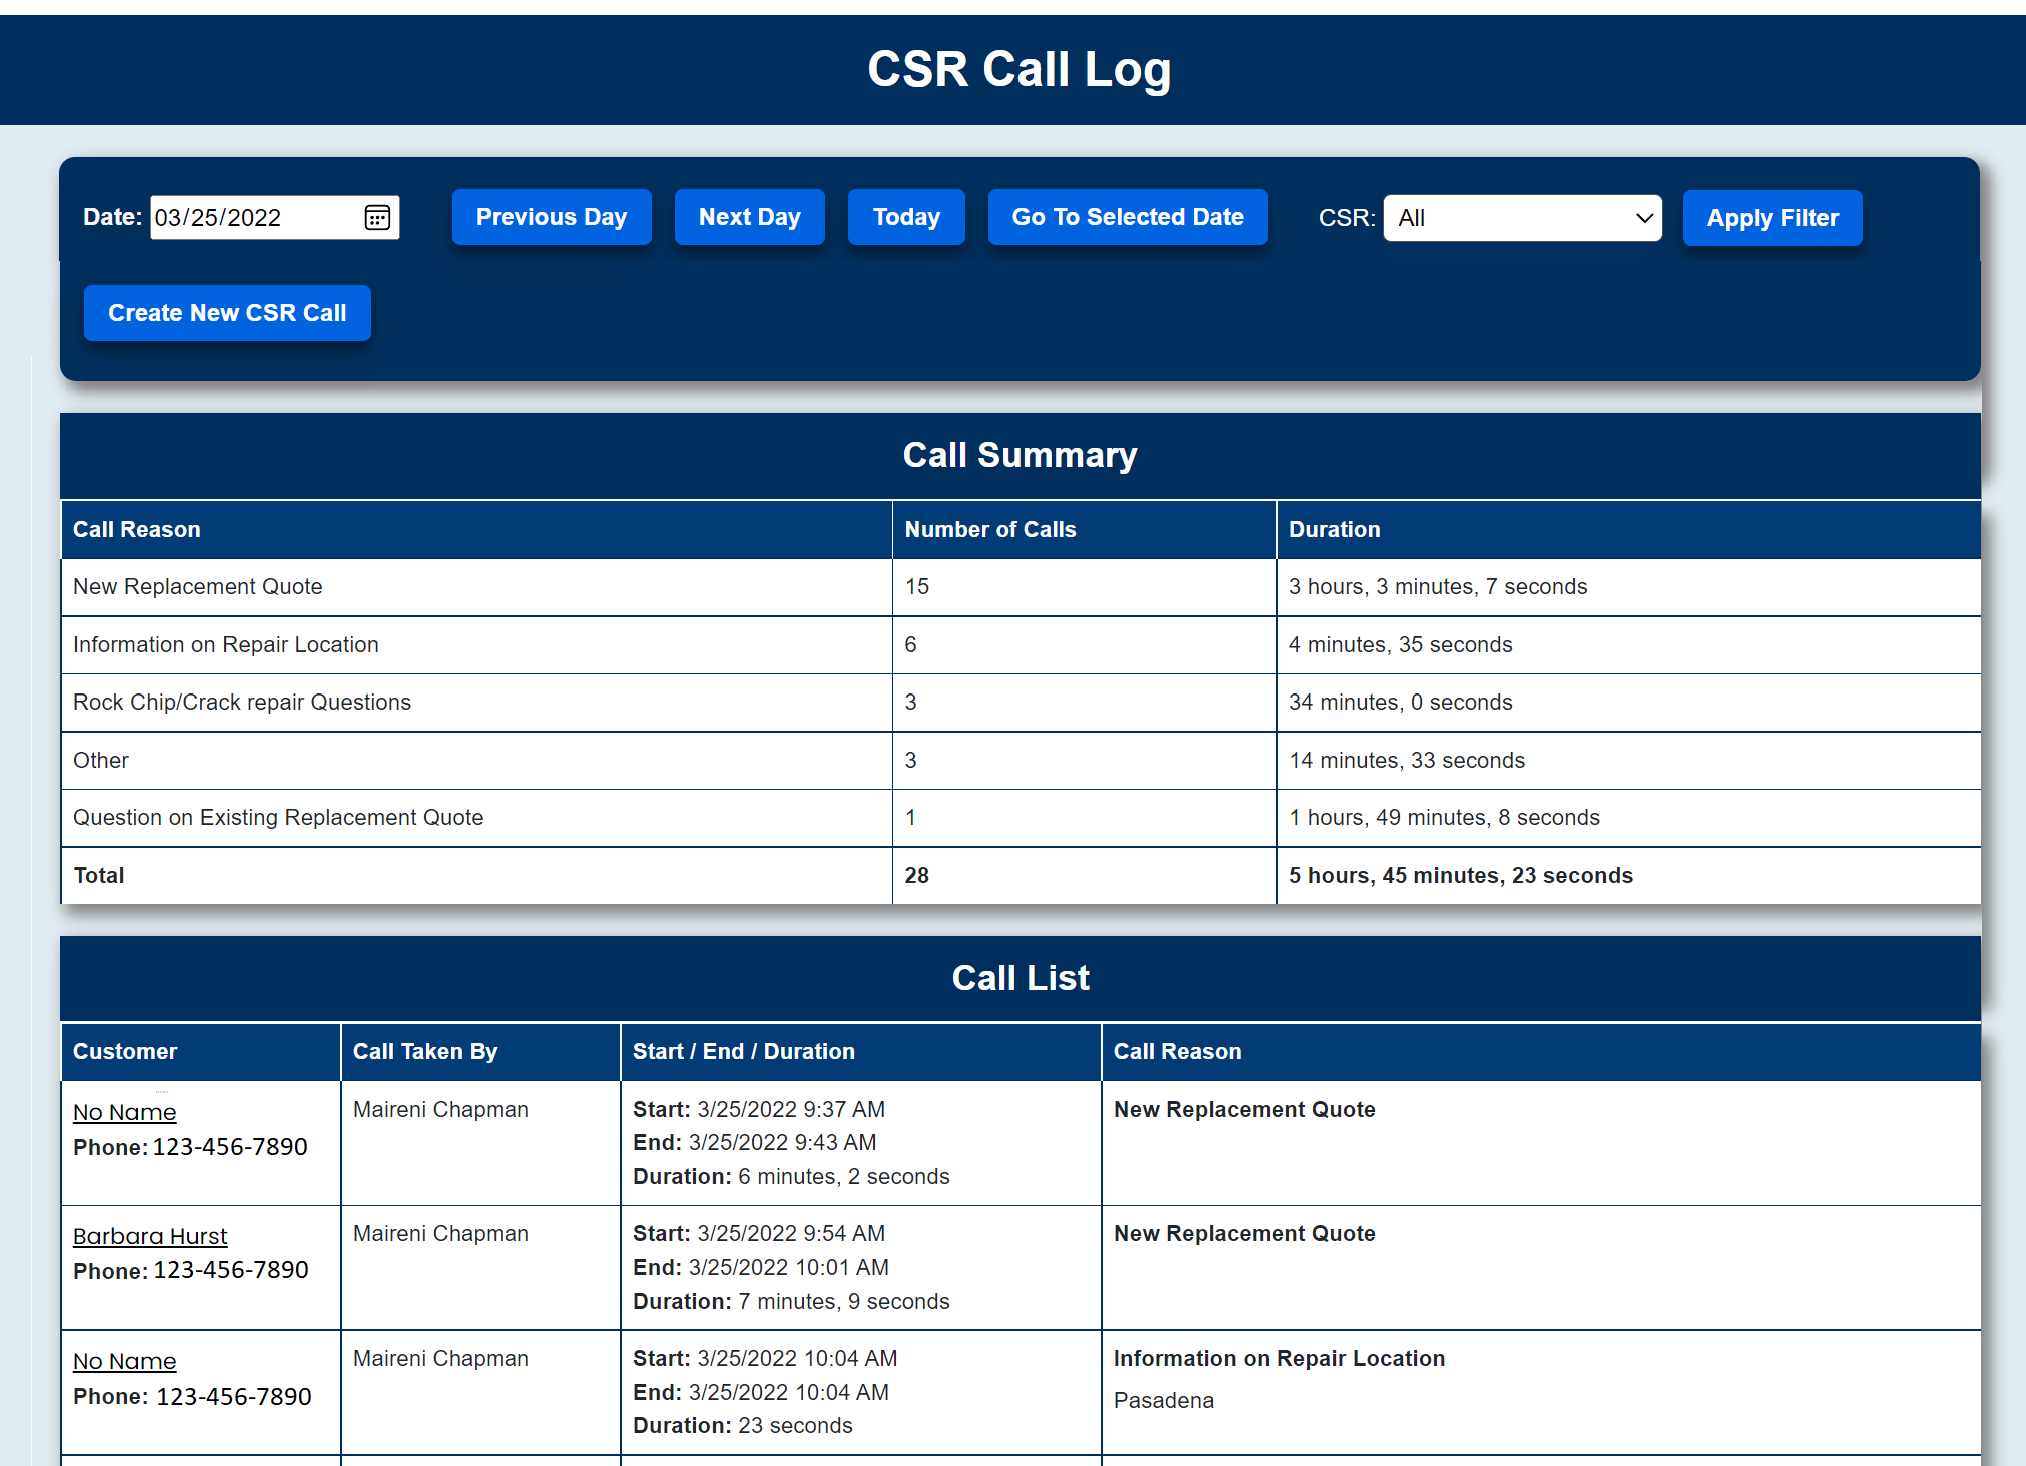 CSR Call Log
Date: 03/25/2022 Previous Day Next Day Today Go To Selected Date CSR: All Apply Filter
Create New CSR Call
Call Summary
Call Reason Number of Calls Duration
New Replacement Quote 15 3 hours, 3 minutes, 7 seconds
Information on Repair Location 6 4 minutes, 35 seconds
Rock Chip/Crack repair Questions 3 34 minutes, 0 seconds
Other 3 14 minutes, 33 seconds
Question on Existing Replacement Quote 1 1 hours, 49 minutes, 8 seconds
Total 28 5 hours, 45 minutes, 23 seconds
Call List
Customer Call Taken By Start / End / Duration Call Reason
No Name Maireni Chapman Start: 3/25/2022 9:37 AM New Replacement Quote
Phone: 123-456-7890 End: 3/25/2022 9:43 AM
Duration: 6 minutes, 2 seconds
Barbara Hurst Maireni Chapman Start: 3/25/2022 9:54 AM New Replacement Quote
Phone: 123-456-7890 End: 3/25/2022 10:01 AM
Duration: 7 minutes, 9 seconds
No Name Maireni Chapman Start: 3/25/2022 10:04 AM Information on Repair Location
Phone: 123-456-7890 End: 3/25/2022 10:04 AM Pasadena
Duration: 23 seconds